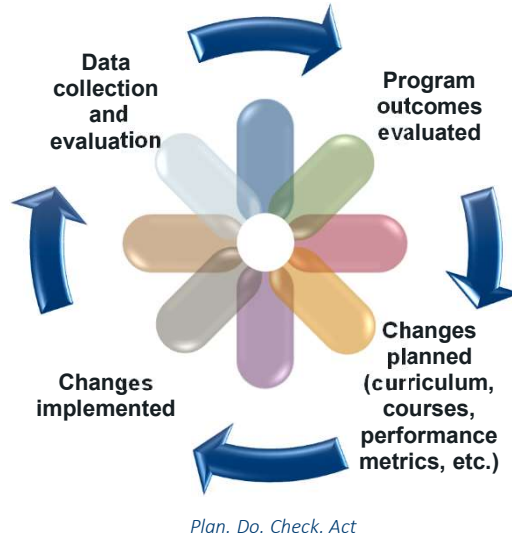 Data
collection
and
evaluation
Program
outcomes
evaluated
Changes
planned
(curriculum,
courses,
performance
metrics, etc.)
Changes
implemented
Plan. Do. Check. Act